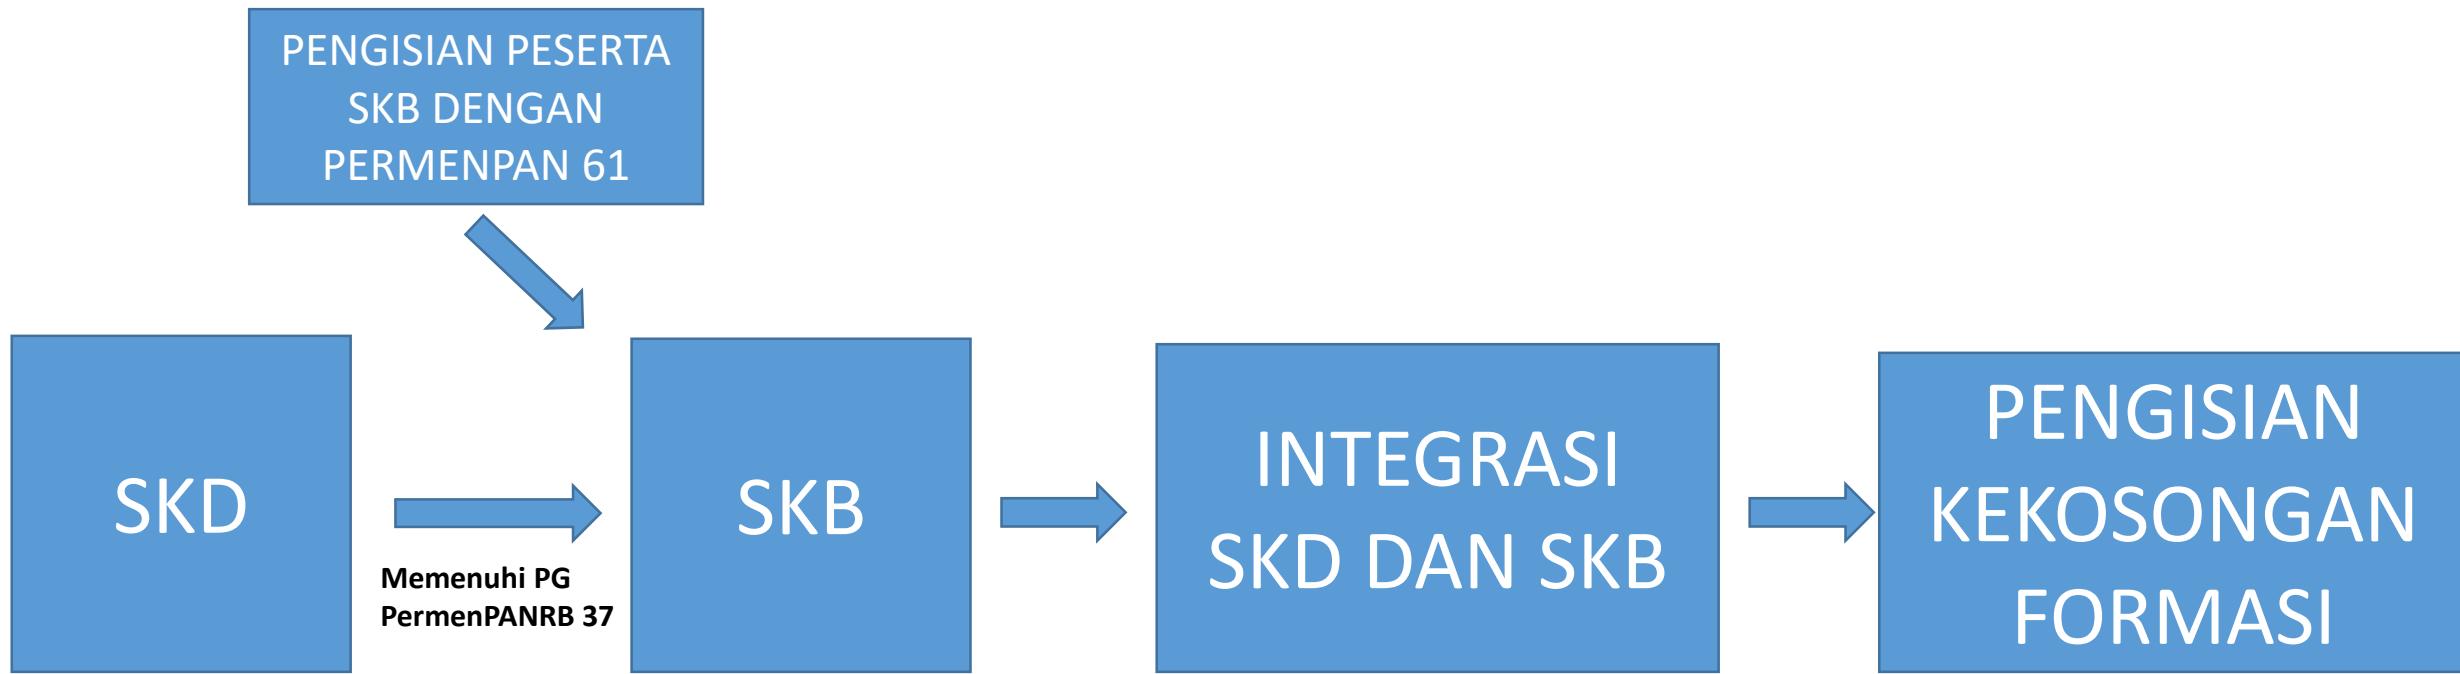 PENGISIAN PESERTA
SKB DENGAN
PERMENPAN 61
SKD
Memenuhi PG
PermenPANRB 37
SKB
INTEGRASI
SKD DAN SKB
PENGISIAN
KEKOSONGAN
FORMASI